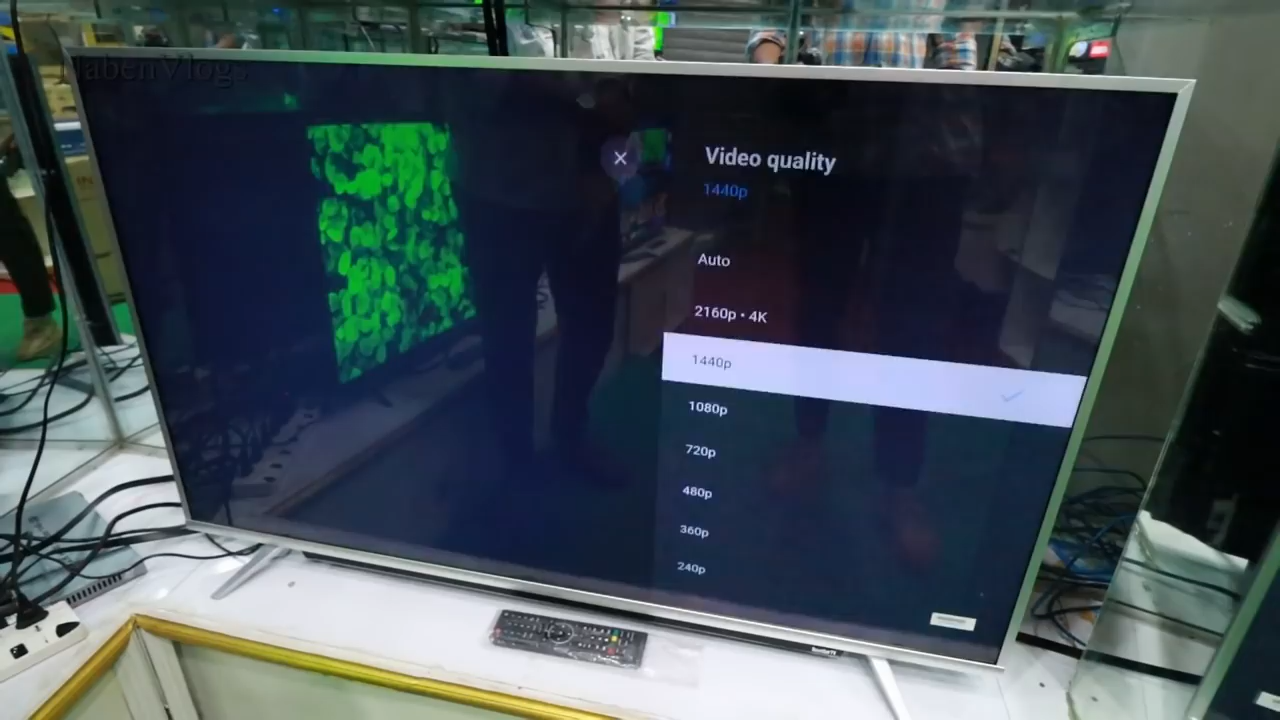 Video quality
1440p
Auto
2160p • 4K
1440p
1080p
720p
480p
360p
240p